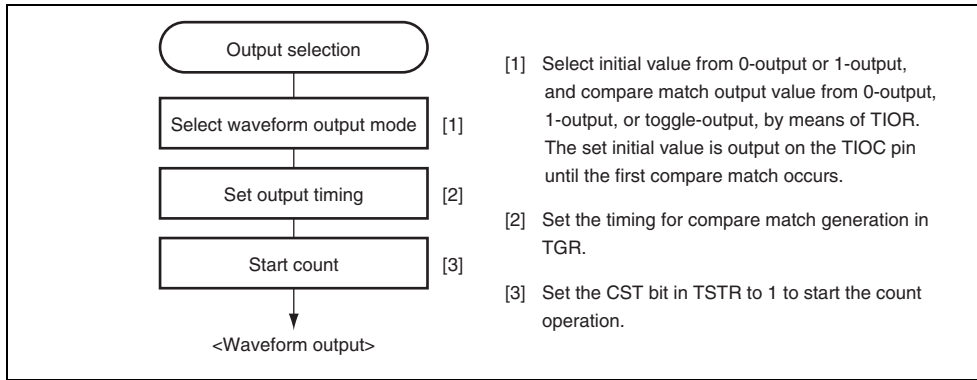 Output selection
Select waveform output mode [1]
Set output timing [2]
Start count [3]
<Waveform output>
[1] Select initial value from 0-output or 1-output,
and compare match output value from 0-output,
1-output, or toggle-output, by means of TIOR.
The set initial value is output on the TIOC pin
until the first compare match occurs.
[2] Set the timing for compare match generation in
TGR.
[3] Set the CST bit in TSTR to 1 to start the count
operation.